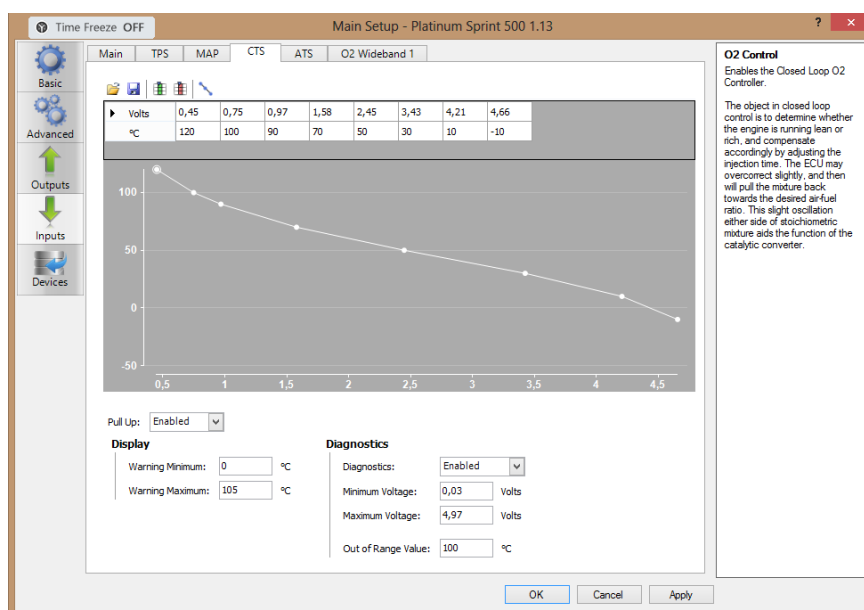 Time Freeze OFF
Main Setup - Platinum Sprint 500 1.13
?
Basic
Advanced
Outputs
Inputs
Devices
Main TPS MAP CTS ATS O2 Wideband 1
Volts 0,45 0,75 0,97 1,58 2,45 3,43 4,21 4,66
ºC 120 100 90 70 50 30 10 -10
100
50
0
-50
0,5 1 1,5 2 2,5 3 3,5 4 4,5
Pull Up: Enabled
Display
Warning Minimum: 0 ºC
Warning Maximum: 105 ºC
Diagnostics
Diagnostics: Enabled
Minimum Voltage: 0,03 Volts
Maximum Voltage: 4,97 Volts
Out of Range Value: 100 ºC
OK Cancel Apply
O2 Control
Enables the Closed Loop O2
Controller.
The object in closed loop
control is to determine whether
the engine is running lean or
rich, and compensate
accordingly by adjusting the
injection time. The ECU may
overcorrect slightly, and then
will pull the mixture back
towards the desired air-fuel
ratio. This slight oscillation
either side of stoichiometric
mixture aids the function of the
catalytic converter.